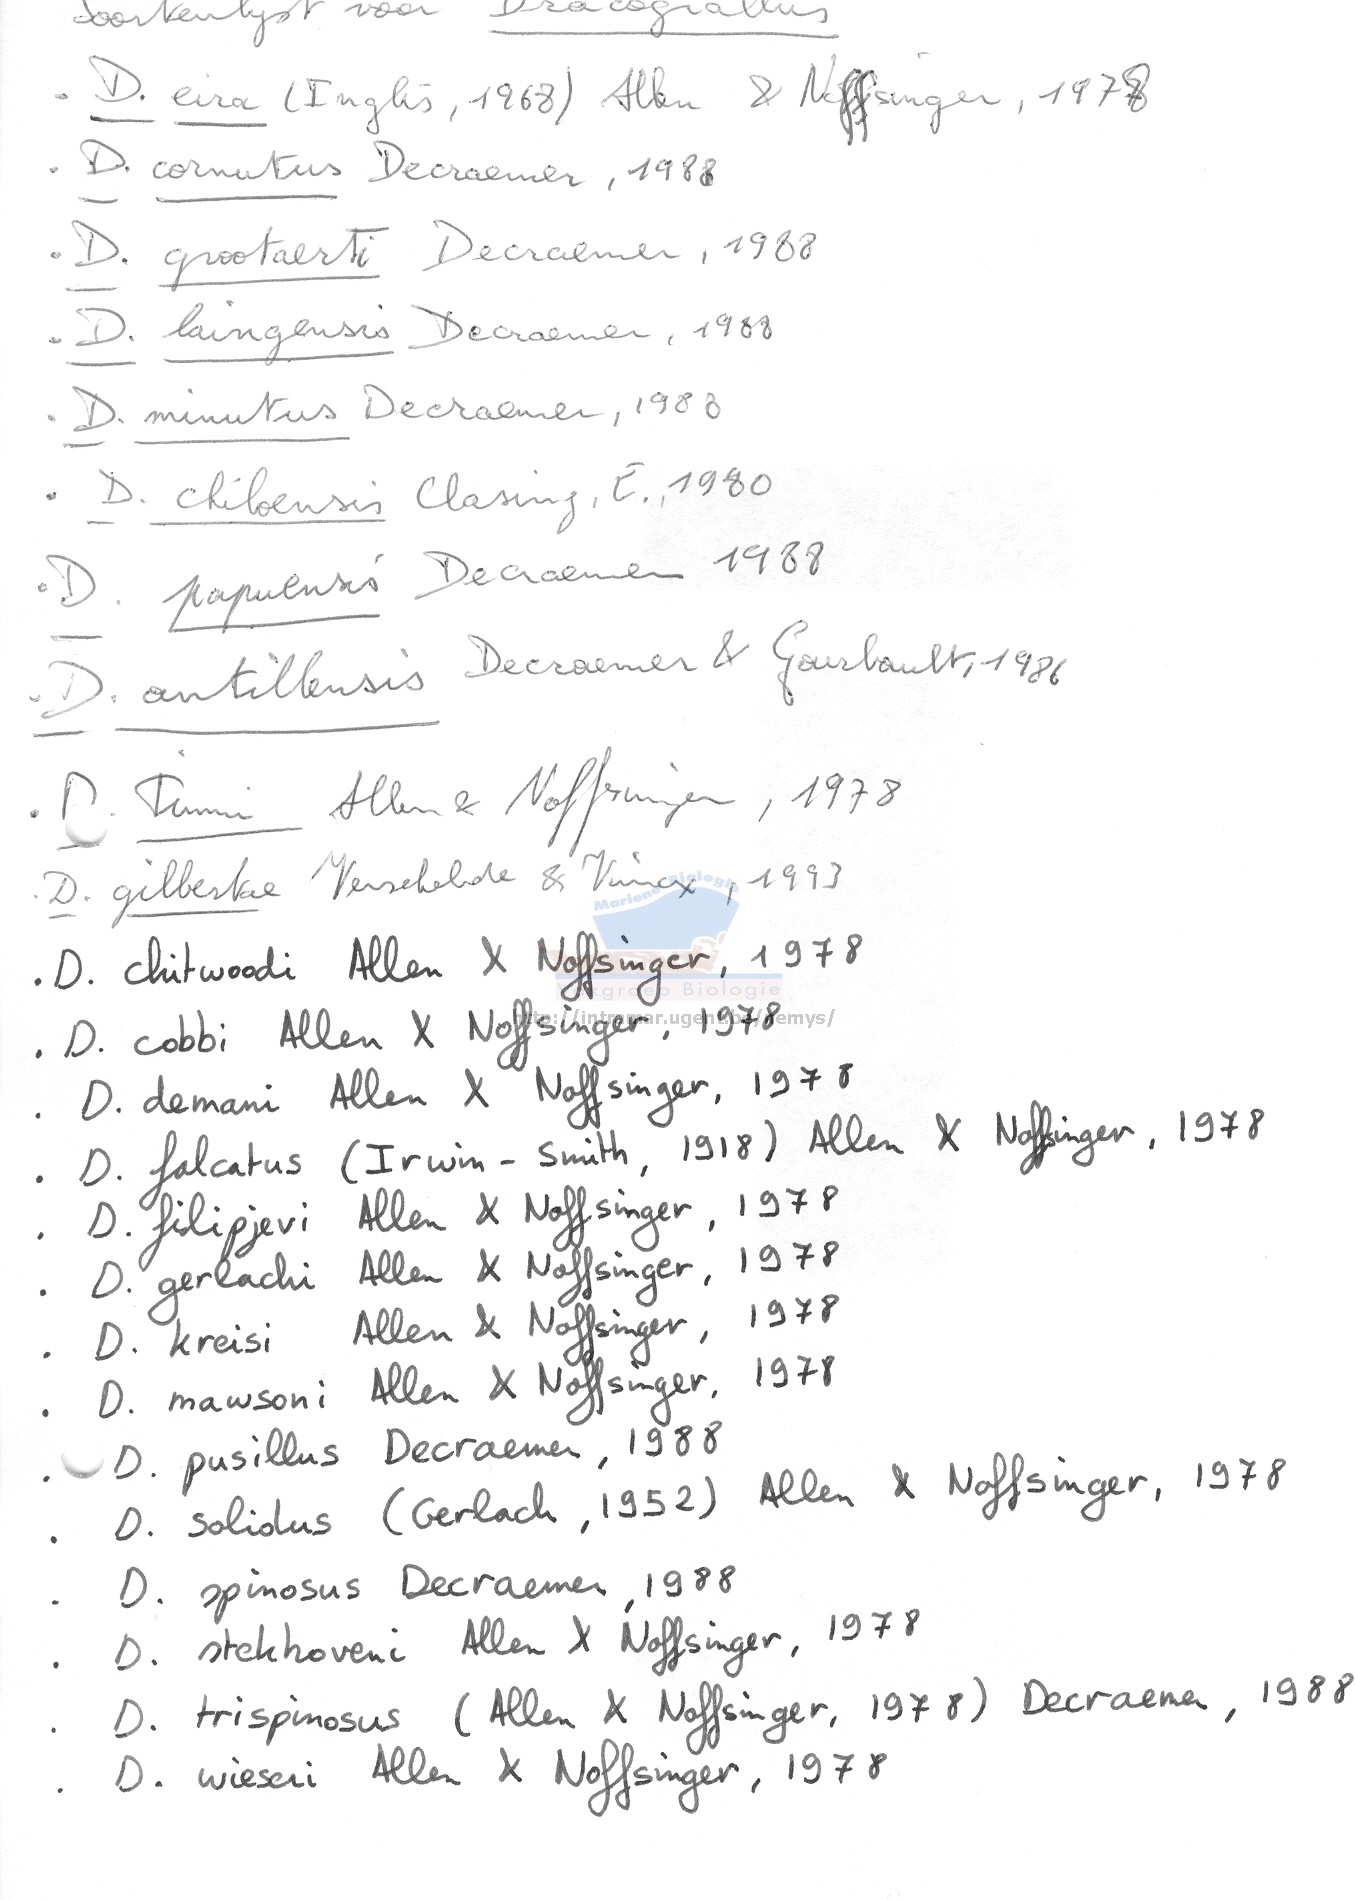 Soortenlijst voor Dracograllus
. D. eira (Inglis, 1968) Allen & Noffsinger, 1978
. D. cornutus Decraemer, 1988
. D. grootaerti Decraemer, 1988
. D. laingensis Decraemer, 1988
. D. minutus Decraemer, 1988
. D. chiloensis Clasing, E., 1980
. D. papuensis Decraemer 1988
. D. antillensis Decraemer & Gourbault, 1986
. D. Timmi Allen & Noffsinger, 1978
. D. gilbertae Verschelde & Vincx, 1993
Mariene Biologie
. D. chitwoodi Allen & Noffsinger, 1978
Vakgroep Biologie
http://intramar.ugent.be/nemys/
. D. cobbi Allen & Noffsinger, 1978
. D. demani Allen & Noffsinger, 1978
. D. falcatus (Irwin-Smith, 1918) Allen & Noffsinger, 1978
. D. filipjevi Allen & Noffsinger, 1978
. D. gerlachi Allen & Noffsinger, 1978
. D. kreisi Allen & Noffsinger, 1978
. D. mawsoni Allen & Noffsinger, 1978
. D. pusillus Decraemer, 1988
. D. solidus (Gerlach, 1952) Allen & Noffsinger, 1978
. D. spinosus Decraemer, 1988
. D. stekhoveni Allen & Noffsinger, 1978
. D. trispinosus (Allen & Noffsinger, 1978) Decraemer, 1988
. D. wieseri Allen & Noffsinger, 1978